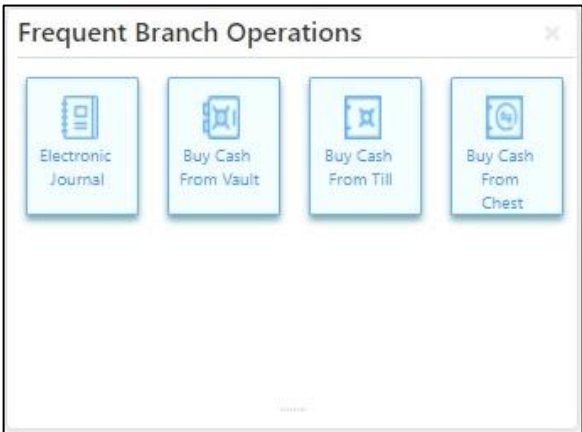 Frequent Branch Operations
Electronic
Journal
Buy Cash
From Vault
Buy Cash
From Till
Buy Cash
From
Chest